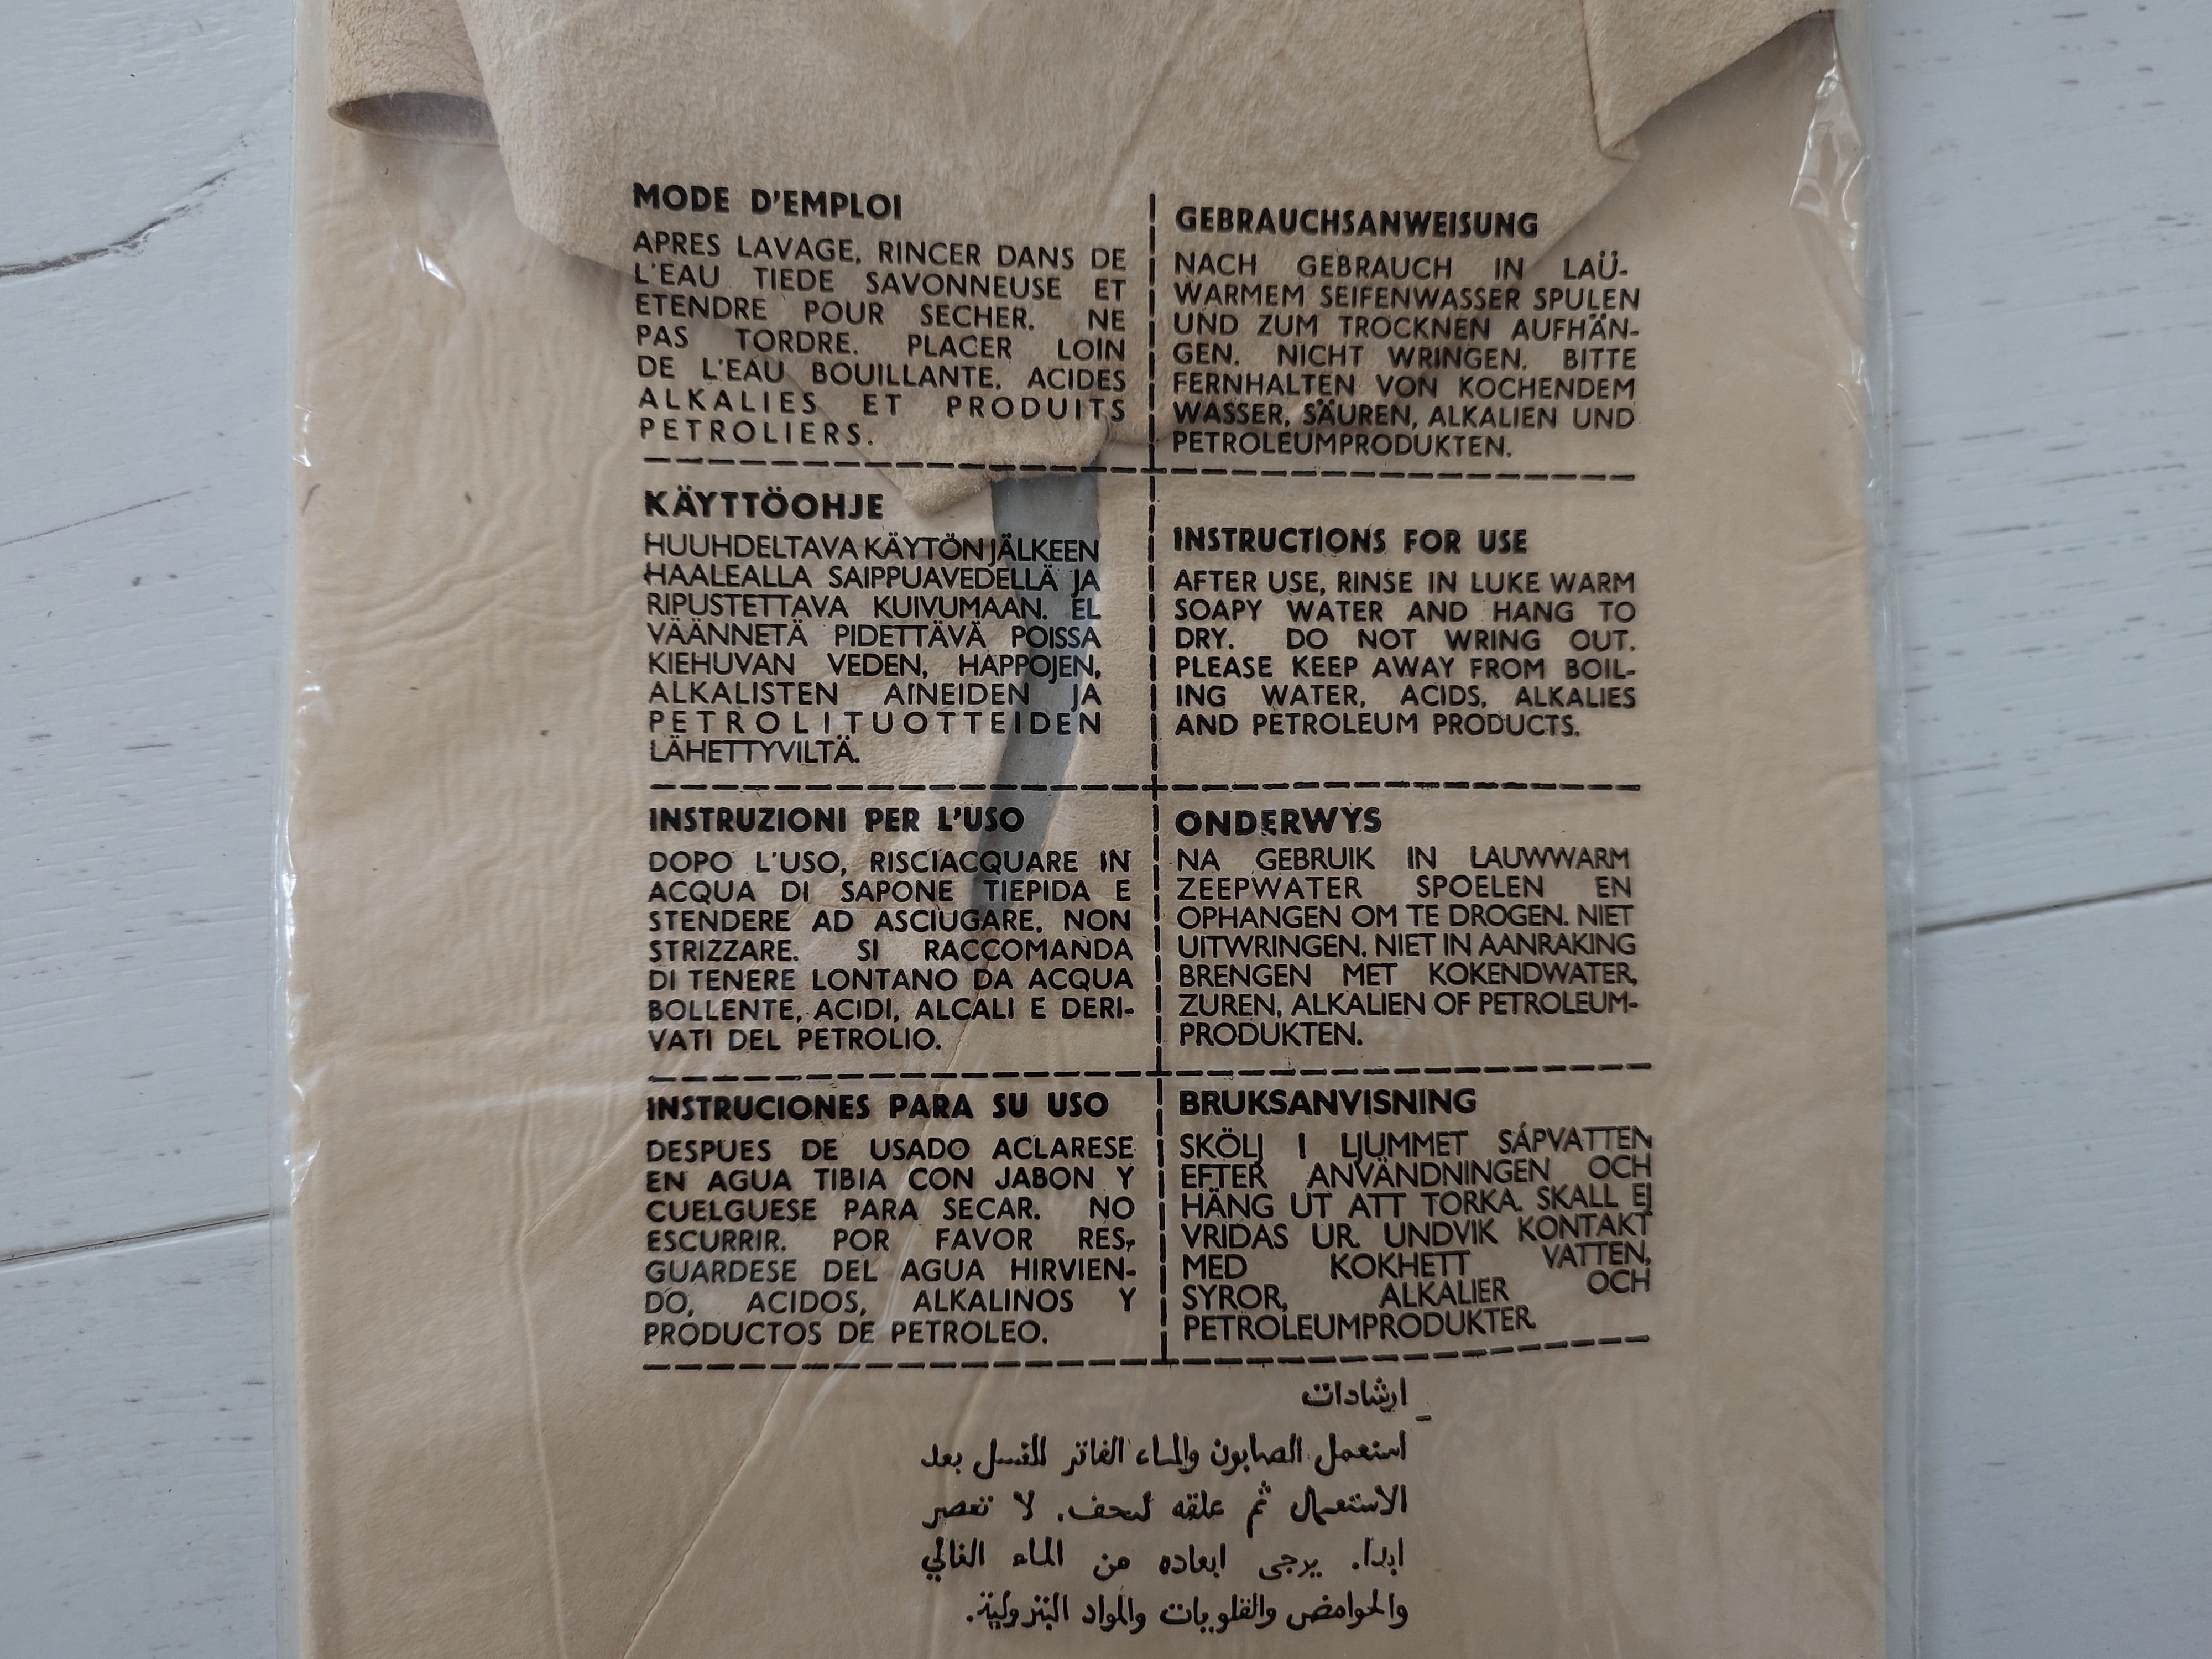 MODE D'EMPLOI
APRES LAVAGE, RINCER DANS DE
L'EAU TIEDE SAVONNEUSE ET
ETENDRE POUR SECHER. NE
PAS TORDRE. PLACER LOIN
DE L'EAU BOUILLANTE. ACIDES
ALKALIES ET PRODUITS
PETROLIERS.
GEBRAUCHSANWEISUNG
NACH GEBRAUCH IN LAÜ-
WARMEM SEIFENWASSER SPULEN
UND ZUM TROCKNEN AUFHÄN-
GEN. NICHT WRINGEN. BITTE
FERNHALTEN VON KOCHENDEM
WASSER, SÄUREN, ALKALIEN UND
PETROLEUMPRODUKTEN.
KÄYTTÖOHJE
HUUHDELTAVA KÄYTÖN JÄLKEEN
HAALEALLA SAIPPUAVEDELLÄ JA
RIPUSTETTAVA KUIVUMAAN. EL
VÄÄNNETÄ PIDETTÄVÄ POISSA
KIEHUVAN VEDEN, HAPPOJEN,
ALKALISTEN AINEIDEN JA
PETROLITUOTTEIDEN
LÄHETTYVILTÄ.
INSTRUCTIONS FOR USE
AFTER USE, RINSE IN LUKE WARM
SOAPY WATER AND HANG TO
DRY. DO NOT WRING OUT.
PLEASE KEEP AWAY FROM BOIL-
ING WATER, ACIDS, ALKALIES
AND PETROLEUM PRODUCTS.
INSTRUZIONI PER L'USO
DOPO L'USO, RISCIACQUARE IN
ACQUA DI SAPONE TIEPIDA E
STENDERE AD ASCIUGARE. NON
STRIZZARE. SI RACCOMANDA
DI TENERE LONTANO DA ACQUA
BOLLENTE, ACIDI, ALCALI E DERI-
VATI DEL PETROLIO.
ONDERWYS
NA GEBRUIK IN LAUWWARM
ZEEPWATER SPOELEN EN
OPHANGEN OM TE DROGEN. NIET
UITWRINGEN. NIET IN AANRAKING
BRENGEN MET KOKENDWATER,
ZUREN, ALKALIEN OF PETROLEUM-
PRODUKTEN.
INSTRUCIONES PARA SU USO
DESPUES DE USADO ACLARESE
EN AGUA TIBIA CON JABON Y
CUELGUESE PARA SECAR. NO
ESCURRIR. POR FAVOR RES-
GUARDESE DEL AGUA HIRVIEN-
DO, ACIDOS, ALKALINOS Y
PRODUCTOS DE PETROLEO.
BRUKSANVISNING
SKÖLJ I LJUMMET SÁPVATTEN
EFTER ANVÄNDNINGEN OCH
HÄNG UT ATT TORKA. SKALL EJ
VRIDAS UR. UNDVIK KONTAKT
MED KOKHETT VATTEN,
SYROR, ALKALIER OCH
PETROLEUMPRODUKTER.
ارشادات
استعمل الصابون والماء الفاتر للغسل بعد
الاستعمال ثم علقه ليجف. لا تعصر
ابدا. يرجى ابعاده من الماء الغالي
والحوامض والقلويات والمواد البترولية.